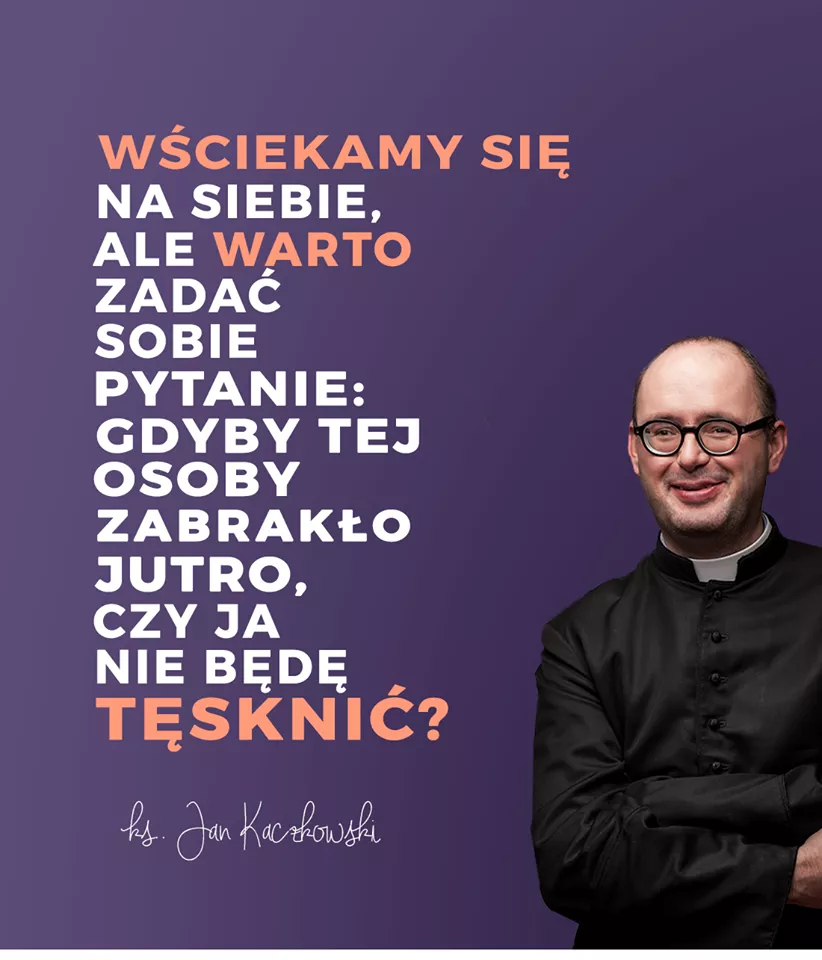 WŚCIEKAMY SIĘ
NA SIEBIE,
ALE WARTO
ZADAĆ
SOBIE
PYTANIE:
GDYBY TEJ
OSOBY
ZABRAKŁO
JUTRO,
CZY JA
NIE BĘDĘ
TĘSKNIĆ?
ks. Jan Kaczkowski